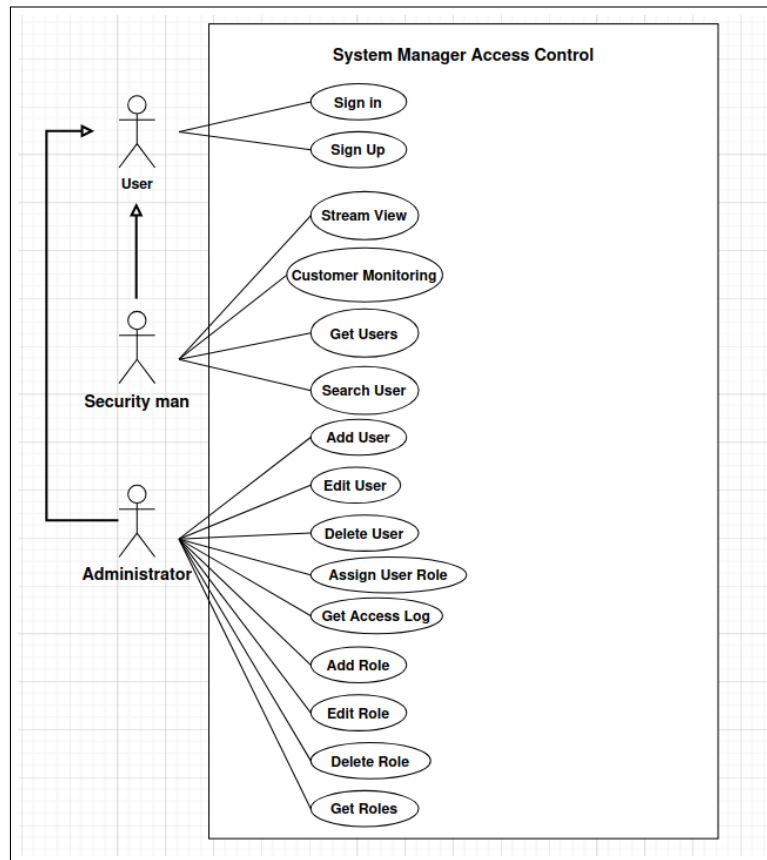 System Manager Access Control
Sign in
Sign Up
User
Stream View
Customer Monitoring
Get Users
Search User
Security man
Add User
Edit User
Delete User
Assign User Role
Administrator
Get Access Log
Add Role
Edit Role
Delete Role
Get Roles